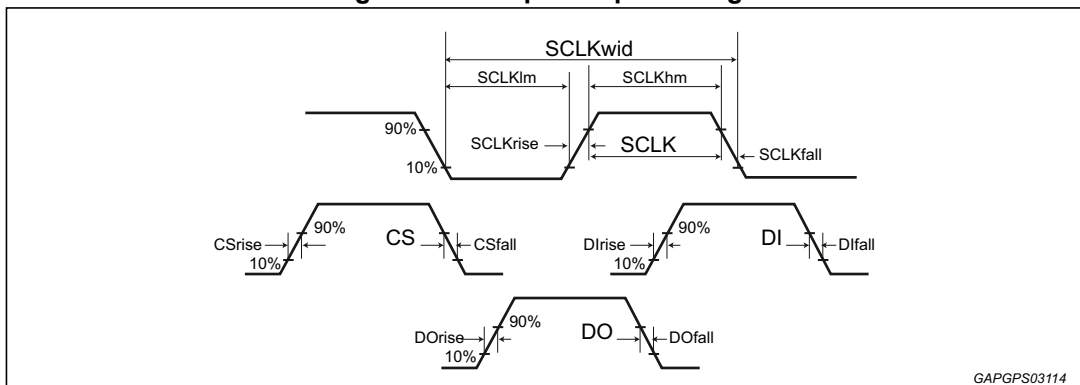 SCLKwid
SCLKlm
SCLKhm
90%
SCLKrise
SCLK
SCLKfall
10%
90%
CSrise
CS
CSfall
10%
90%
DIrise
DI
DIfall
10%
90%
DOrise
DO
DOfall
10%
GAPGPS03114